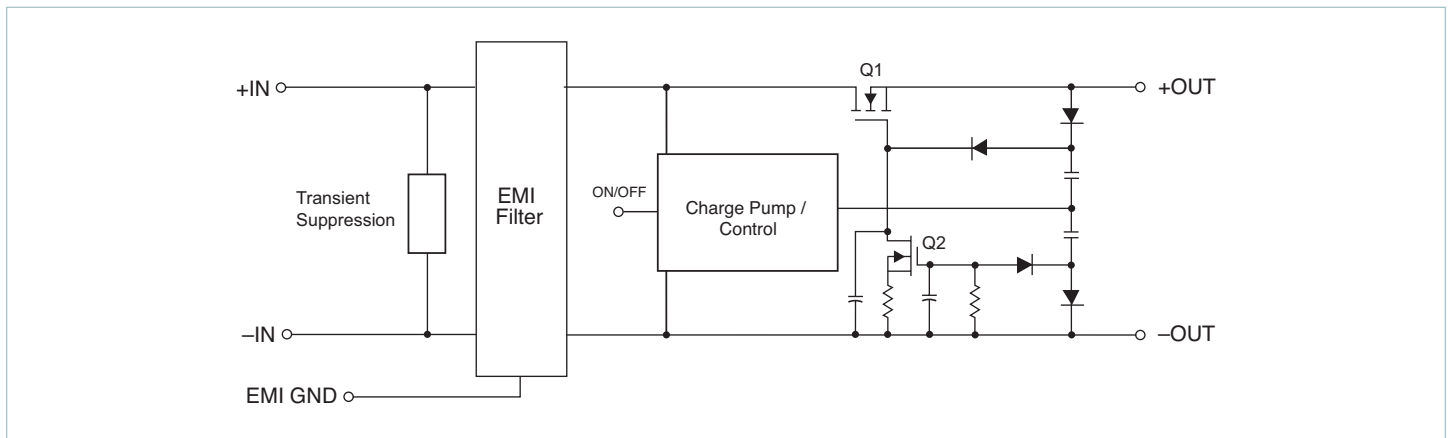 Q1
+IN
+OUT
Transient
Suppression
EMI
Filter
ON/OFF
Charge Pump /
Control
Q2
–IN
–OUT
EMI GND